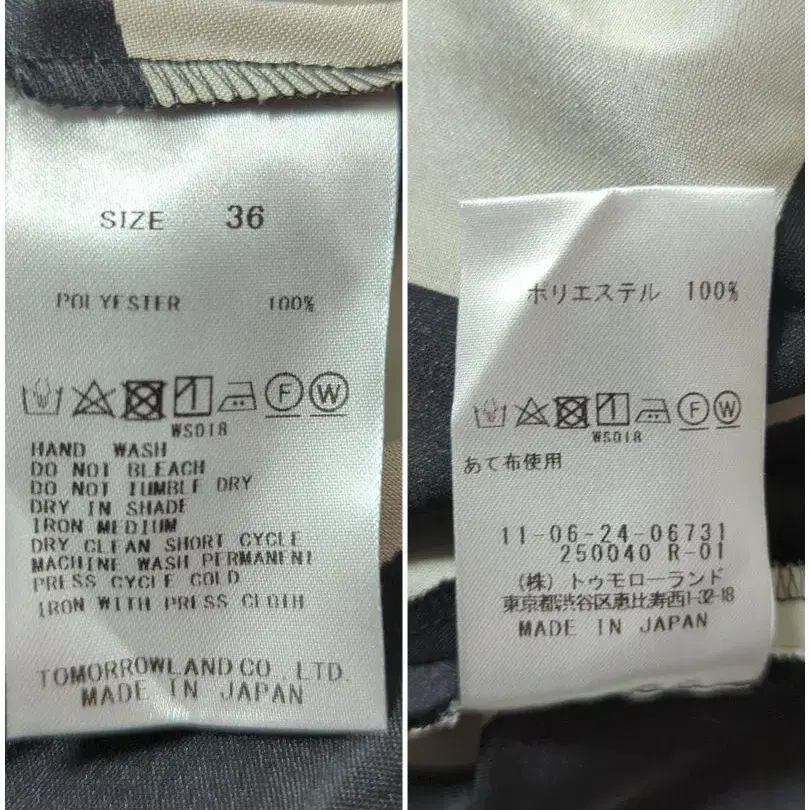 SIZE 36
POLYESTER 100%
F W
WS018
HAND WASH
DO NOT BLEACH
DO NOT TUMBLE DRY
DRY IN SHADE
IRON MEDIUM
DRY CLEAN SHORT CYCLE
MACHINE WASH PERMANENT
PRESS CYCLE COLD
IRON WITH PRESS CLOTH
TOMORROWLAND CO., LTD.
MADE IN JAPAN
ポリエステル 100%
F W
WS018
あて布使用
11-06-24-06731
250040 R-01
(株) トゥモローランド
東京都渋谷区恵比寿西1-32-18
MADE IN JAPAN